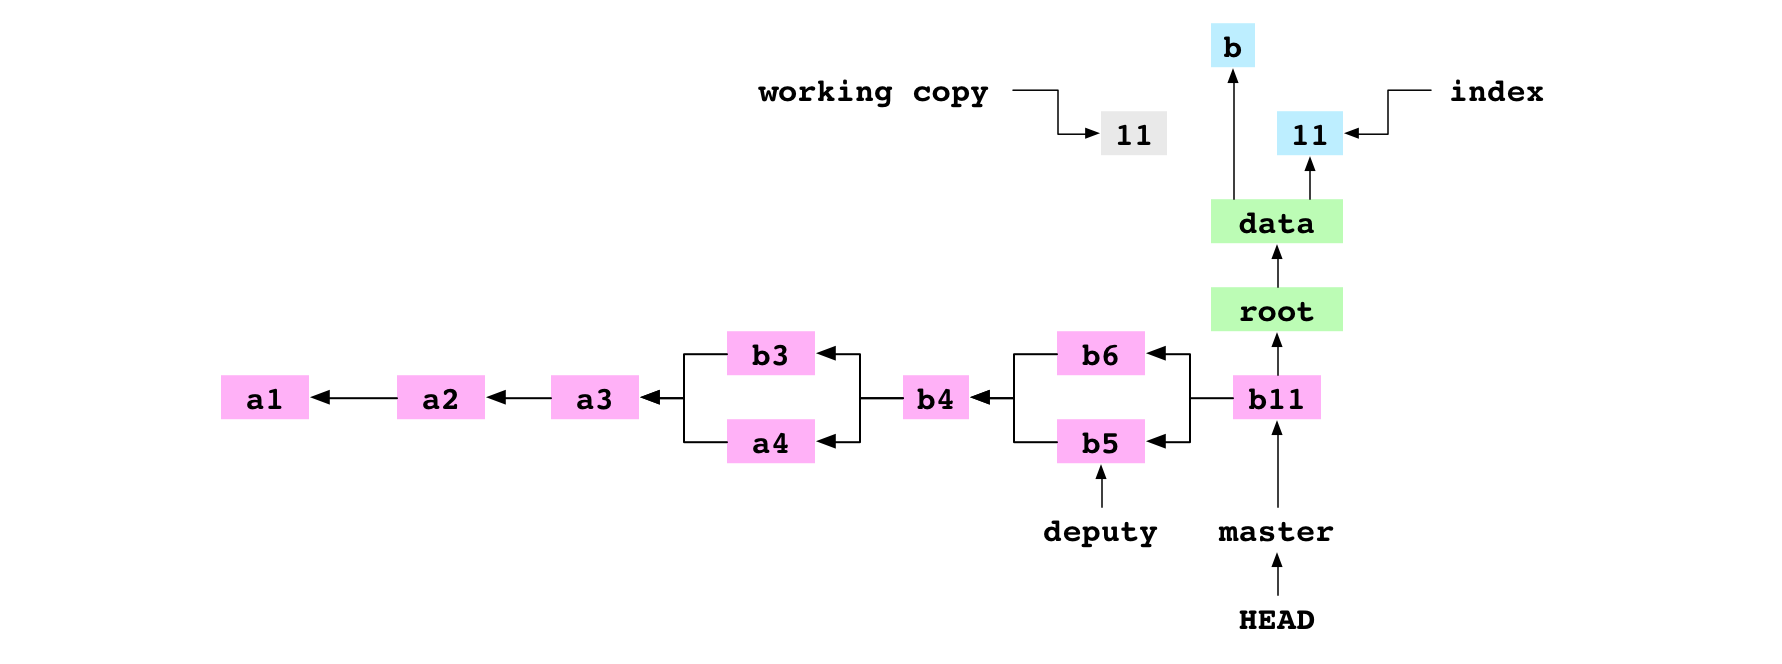 b
working copy
index
11
11
data
root
b3
b6
a1
a2
a3
b4
b11
a4
b5
deputy
master
HEAD